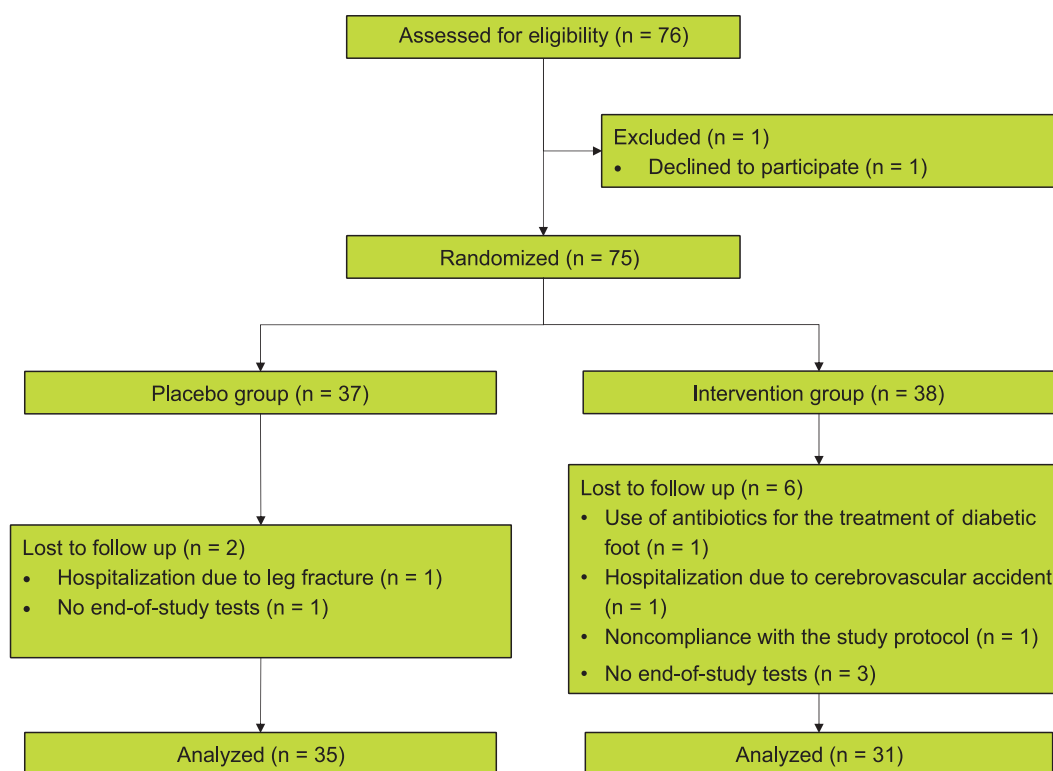 Assessed for eligibility (n = 76)
Excluded (n = 1)
• Declined to participate (n = 1)
Randomized (n = 75)
Placebo group (n = 37)
Intervention group (n = 38)
Lost to follow up (n = 2)
• Hospitalization due to leg fracture (n = 1)
• No end-of-study tests (n = 1)
Lost to follow up (n = 6)
• Use of antibiotics for the treatment of diabetic
foot (n = 1)
• Hospitalization due to cerebrovascular accident
(n = 1)
• Noncompliance with the study protocol (n = 1)
• No end-of-study tests (n = 3)
Analyzed (n = 35)
Analyzed (n = 31)